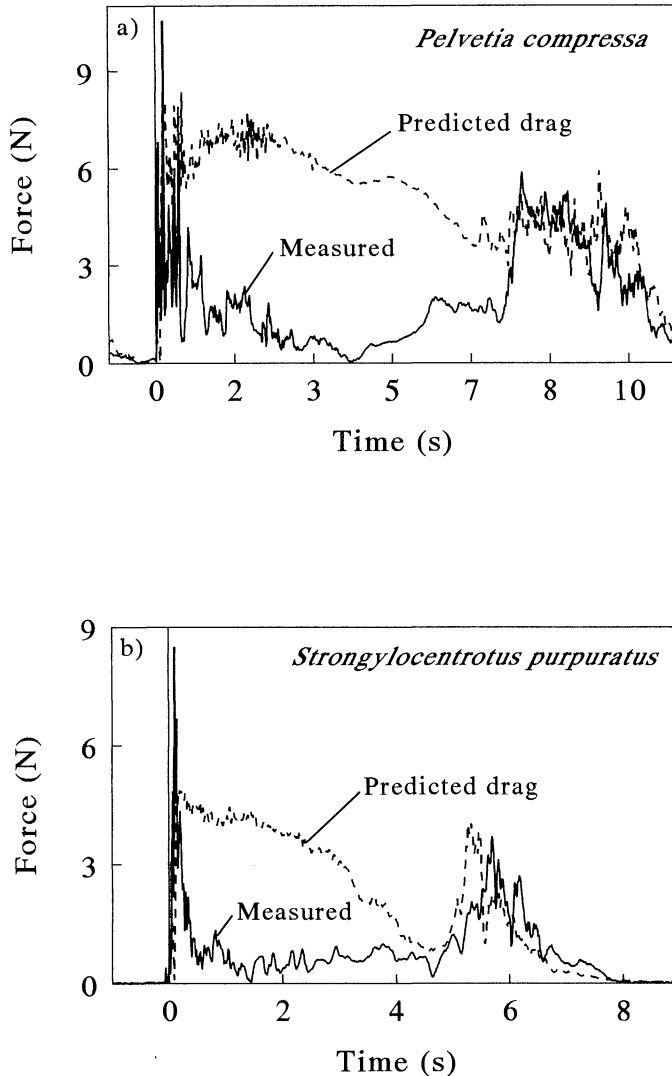 a)
Pelvetia compressa
9
Predicted drag
6
Force (N)
Measured
3
0
0 2 3 5 7 8 10
Time (s)
9
b)
Strongylocentrotus purpuratus
6
Predicted drag
Force (N)
3
Measured
0
0 2 4 6 8
Time (s)